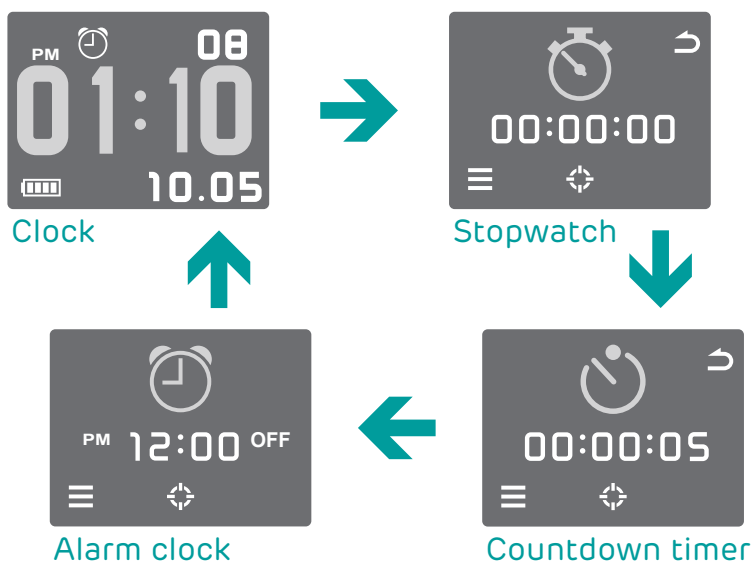 08
PM
01:10
10.05
Clock
00:00:00
Stopwatch
PM 12:00 OFF
Alarm clock
00:00:05
Countdown timer